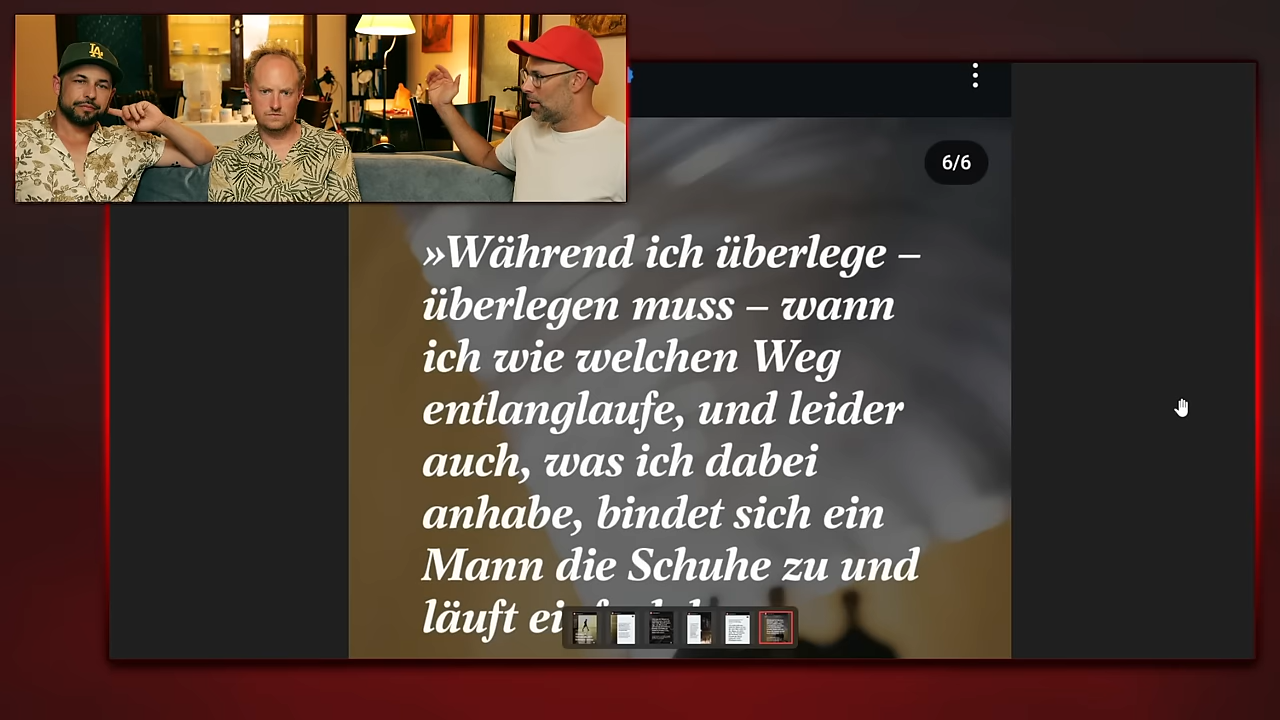 LA
6/6
»Während ich überlege –
überlegen muss – wann
ich wie welchen Weg
entlanglaufe, und leider
auch, was ich dabei
anhabe, bindet sich ein
Mann die Schuhe zu und
läuft